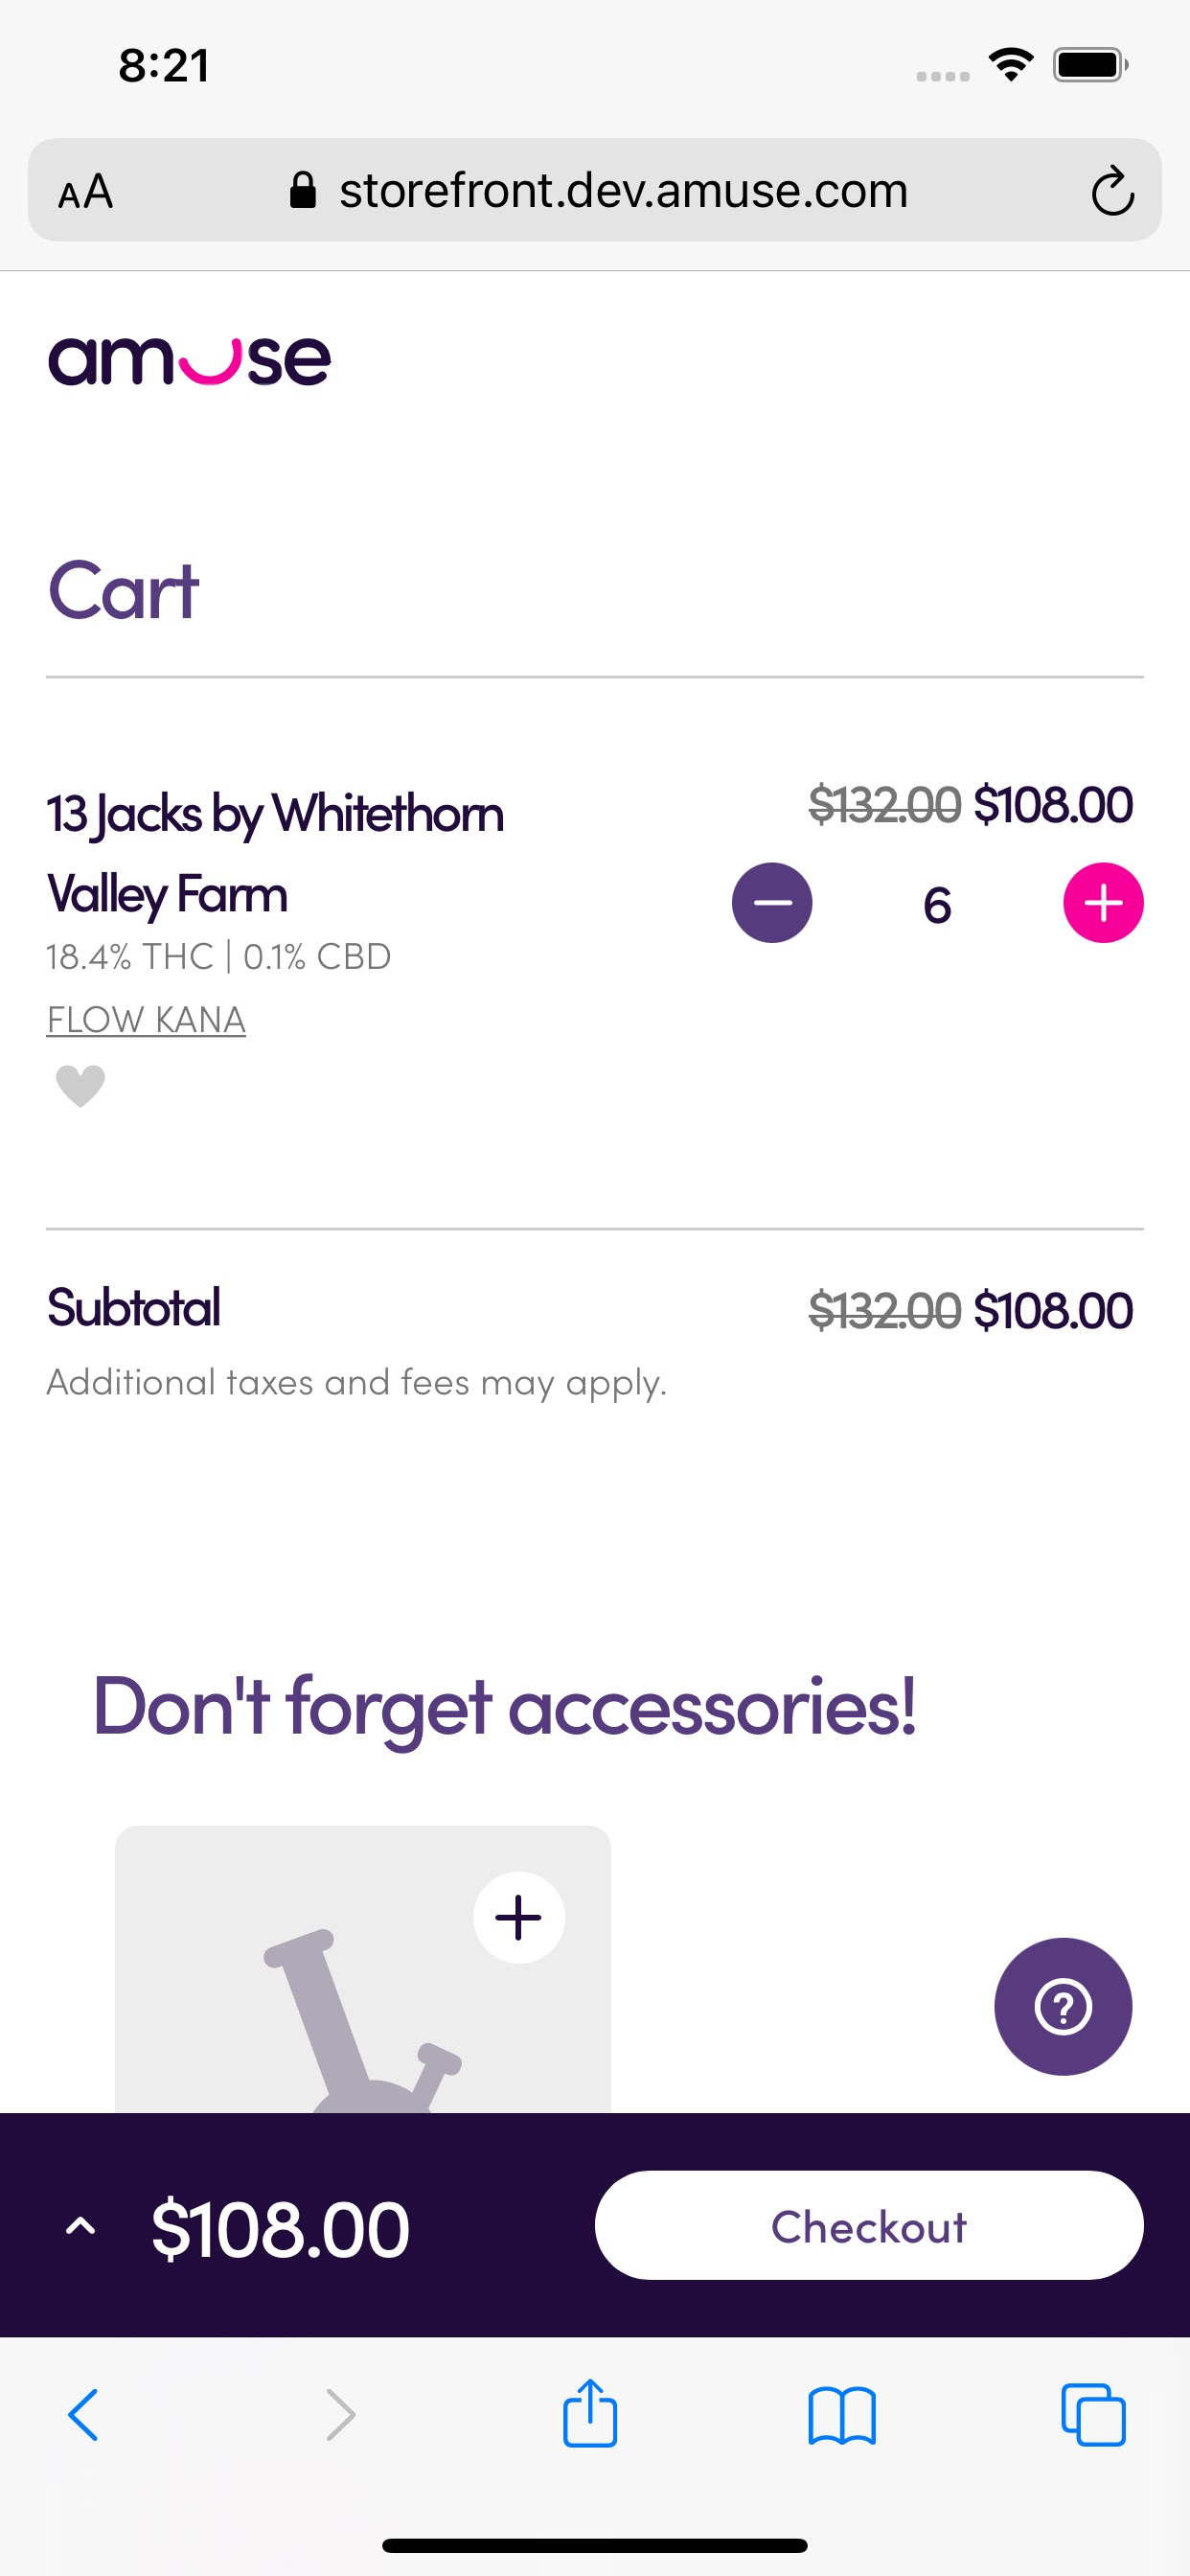 8:21
AA storefront.dev.amuse.com
amuse
Cart
13 Jacks by Whitethorn
Valley Farm
$132.00 $108.00
6
18.4% THC | 0.1% CBD
FLOW KANA
Subtotal
$132.00 $108.00
Additional taxes and fees may apply.
Don't forget accessories!
?
$108.00
Checkout